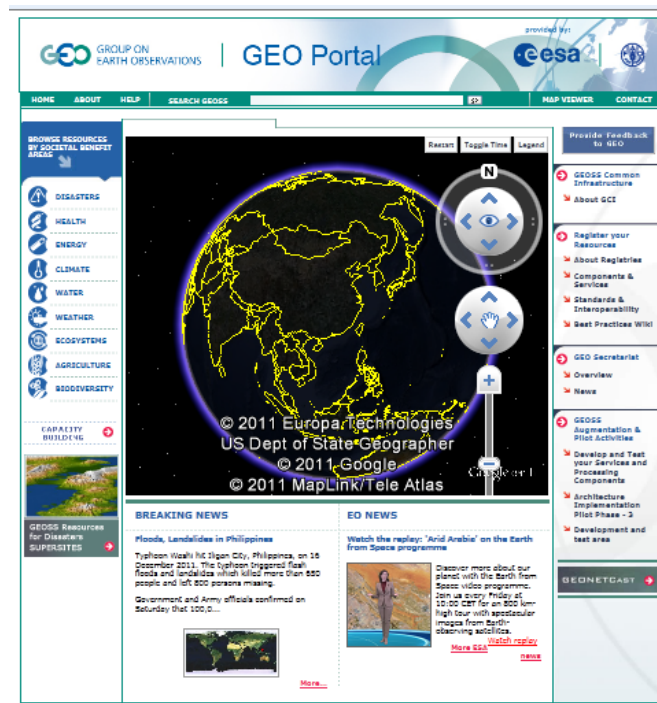 GROUP ON
EARTH OBSERVATIONS
GEO Portal
provided by:
esa
HOME ABOUT HELP SEARCH GEOSS MAP VIEWER CONTACT
BROWSE RESOURCES
BY SOCIETAL BENEFIT
AREAS
DISASTERS
HEALTH
ENERGY
CLIMATE
WATER
WEATHER
ECOSYSTEMS
AGRICULTURE
BIODIVERSITY
CAPACITY
BUILDING
GEOSS Resources
for Disasters
SUPERSITES
Restart Toggle Time Legend
N
© 2011 Europa Technologies
US Dept of State Geographer
© 2011 Google
© 2011 MapLink/Tele Atlas
BREAKING NEWS
Floods, Landslides in Philippines
Typhoon Washi hit Iligan City, Philippines, on 16
December 2011. The typhoon triggered flash
floods and landslides which killed more than 650
people and left 800 persons missing.
Government and Army officials confirmed on
Saturday that 100,0...
More...
EO NEWS
Watch the replay: 'Arid Arabia' on the Earth
from Space programme
Discover more about our
planet with the Earth from
Space video programme.
Join us every Friday at
10:00 CET for an 800 km-
high tour with spectacular
images from Earth-
observing satellites.
Watch replay
More ESA
news
Provide Feedback
to GEO
GEOSS Common
Infrastructure
About GCI
Register your
Resources
About Registries
Components &
Services
Standards &
Interoperability
Best Practices Wiki
GEO Secretariat
Overview
News
GEOSS
Augmentation &
Pilot Activities
Develop and Test
your Services and
Processing
Components
Architecture
Implementation
Pilot Phase - 3
Development and
test area
GEONETCast